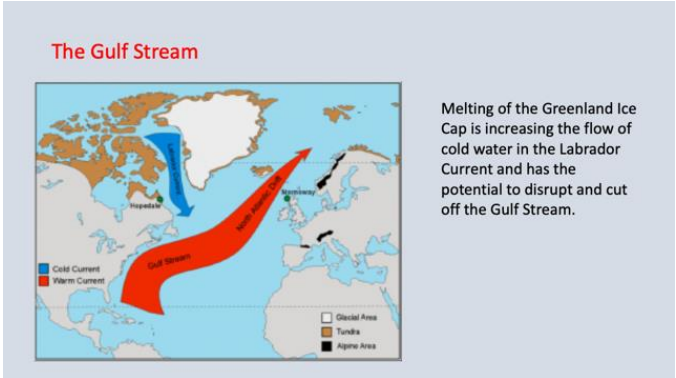 The Gulf Stream
Melting of the Greenland Ice
Cap is increasing the flow of
cold water in the Labrador
Current and has the
potential to disrupt and cut
off the Gulf Stream.
Labrador Current
Hopedale
Stornoway
North Atlantic Drift
Gulf Stream
Cold Current
Warm Current
Glacial Area
Tundra
Alpine Area